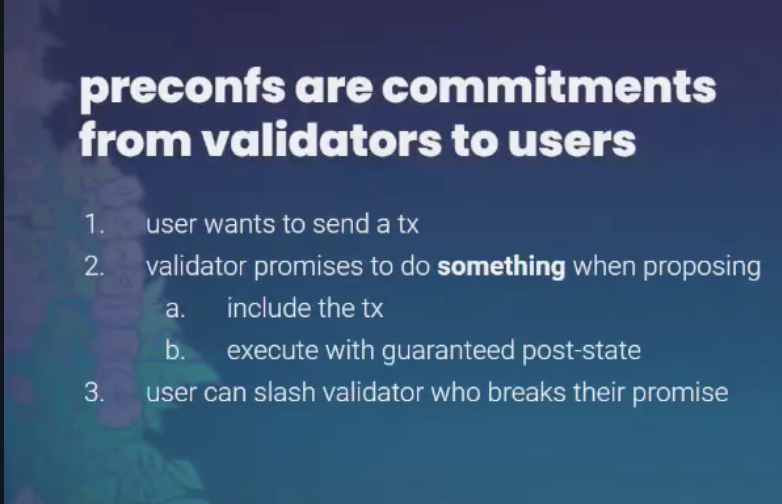 preconfs are commitments
from validators to users
1. user wants to send a tx
2. validator promises to do something when proposing
a. include the tx
b. execute with guaranteed post-state
3. user can slash validator who breaks their promise